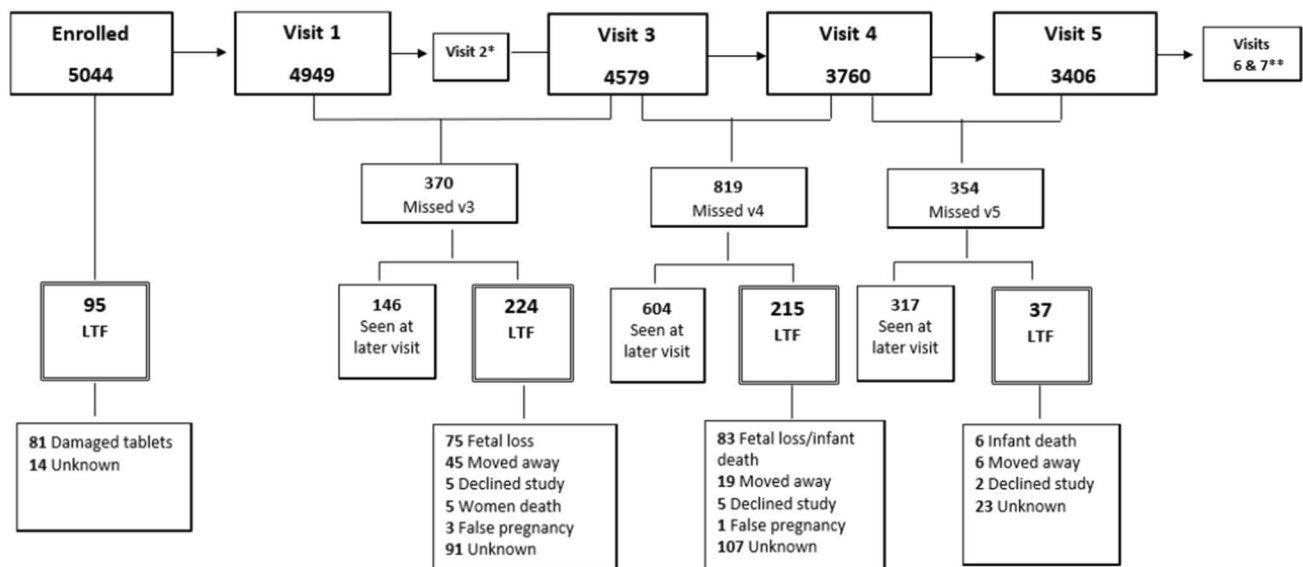 Enrolled
5044
Visit 1
4949
Visit 2*
Visit 3
4579
Visit 4
3760
Visit 5
3406
Visits
6 & 7**
370
Missed v3
819
Missed v4
354
Missed v5
95
LTF
146
Seen at
later visit
224
LTF
604
Seen at
later visit
215
LTF
317
Seen at
later visit
37
LTF
81 Damaged tablets
14 Unknown
75 Fetal loss
45 Moved away
5 Declined study
5 Women death
3 False pregnancy
91 Unknown
83 Fetal loss/infant
death
19 Moved away
5 Declined study
1 False pregnancy
107 Unknown
6 Infant death
6 Moved away
2 Declined study
23 Unknown